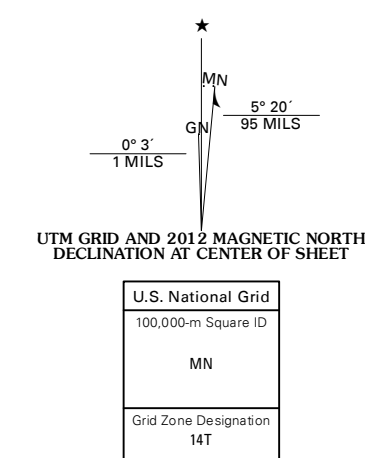 ★
MN
5° 20´
95 MILS
GN
0° 3´
1 MILS
UTM GRID AND 2012 MAGNETIC NORTH
DECLINATION AT CENTER OF SHEET
U.S. National Grid
100,000-m Square ID
MN
Grid Zone Designation
14T